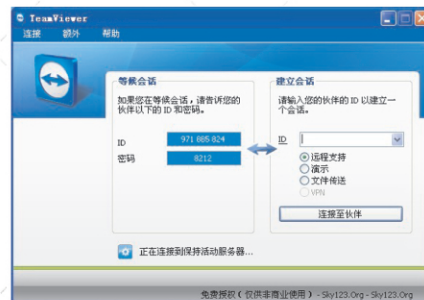 TeamViewer
连接 额外 帮助
等候会话
如果您在等候会话，请告诉您的
伙伴以下的 ID 和密码。
ID 971 885 824
密码 8212
建立会话
请输入您的伙伴的 ID 以建立一
个会话。
ID
远程支持
演示
文件传送
VPN
连接至伙伴
正在连接到保持活动服务器...
免费授权（仅供非商业使用） - Sky123.Org - Sky123.Org